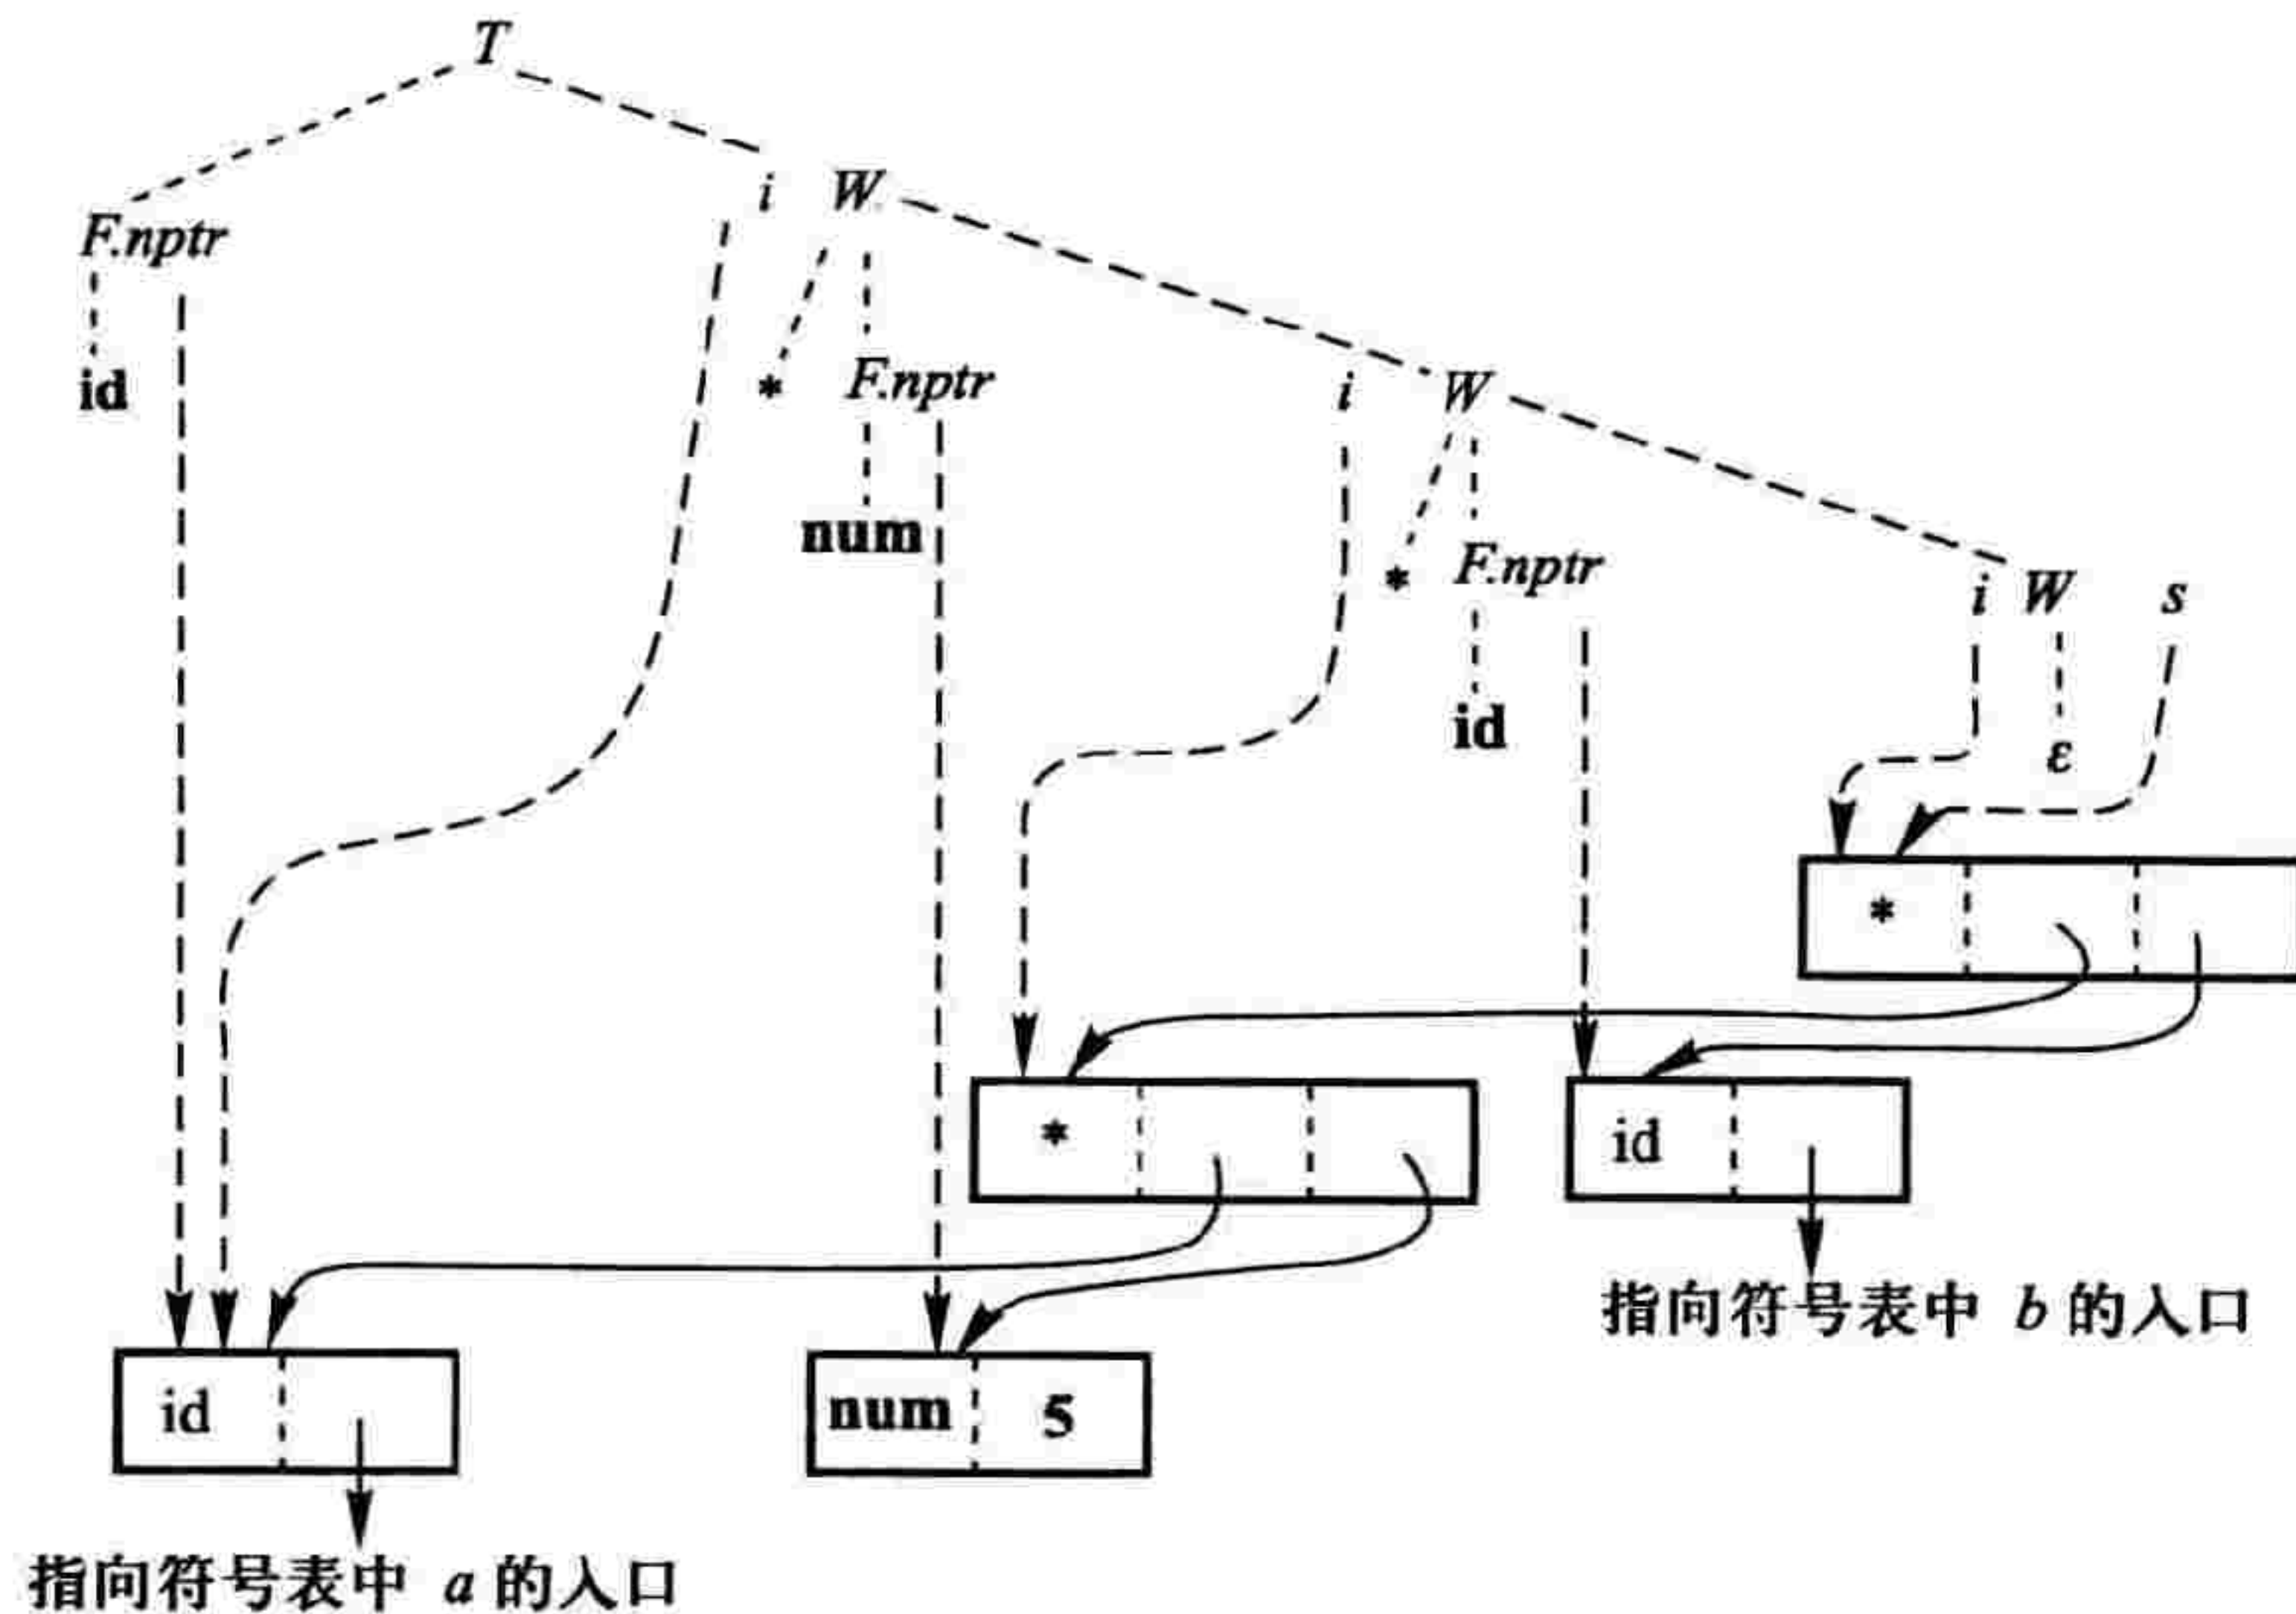 T
i W
F.nptr
id
* F.nptr
i W
num
* F.nptr
i W s
id
ε
*
* id
指向符号表中 b 的入口
id num 5
指向符号表中 a 的入口